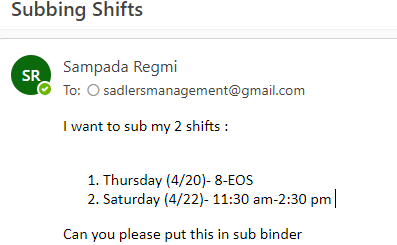 Subbing Shifts
SR
Sampada Regmi
To: sadlersmanagement@gmail.com
I want to sub my 2 shifts :
1. Thursday (4/20)- 8-EOS
2. Saturday (4/22)- 11:30 am-2:30 pm
Can you please put this in sub binder